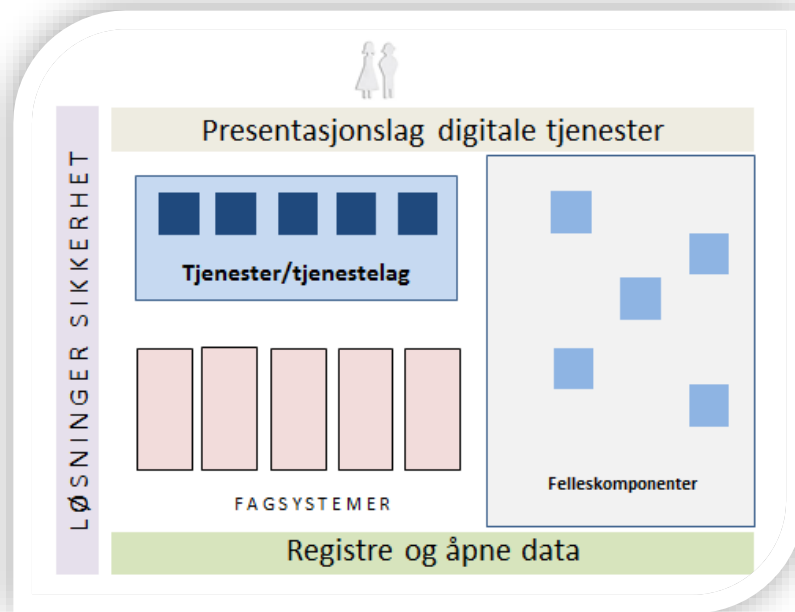 Presentasjonslag digitale tjenester
LØSNINGER SIKKERHET
Tjenester/tjenestelag
FAGSYSTEMER
Felleskomponenter
Registre og åpne data